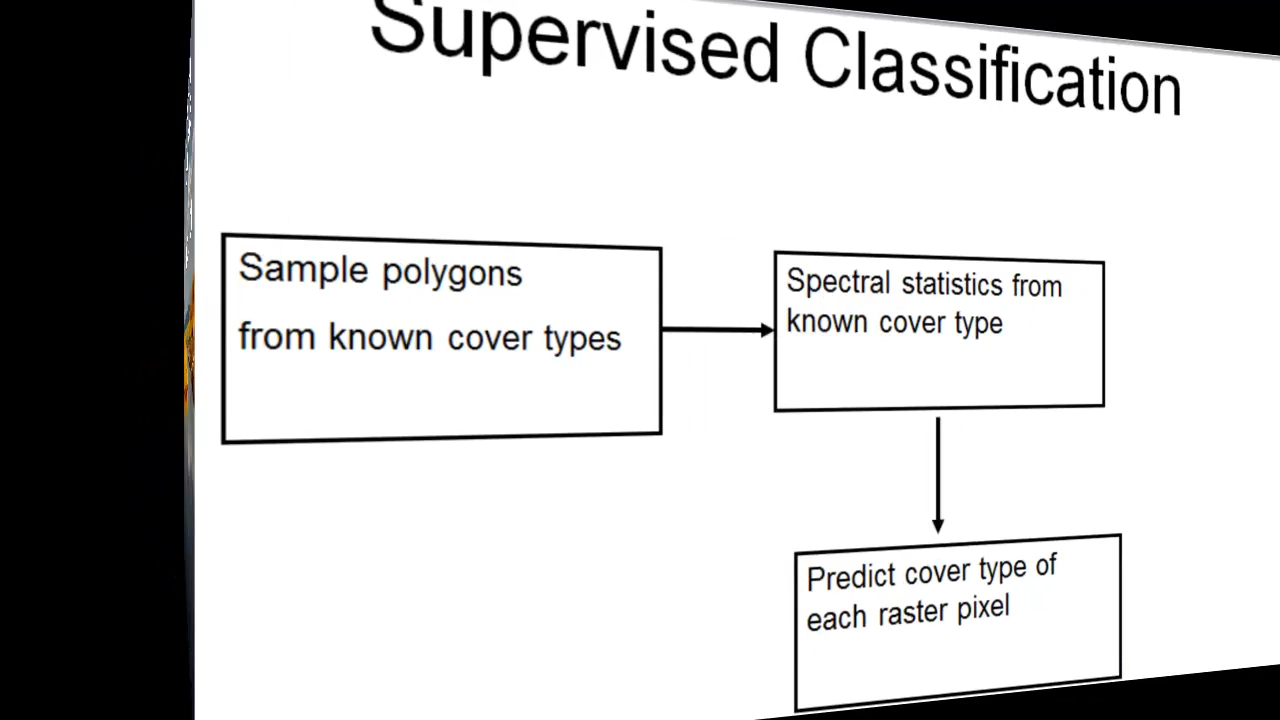 Supervised Classification
Sample polygons
from known cover types
Spectral statistics from
known cover type
Predict cover type of
each raster pixel